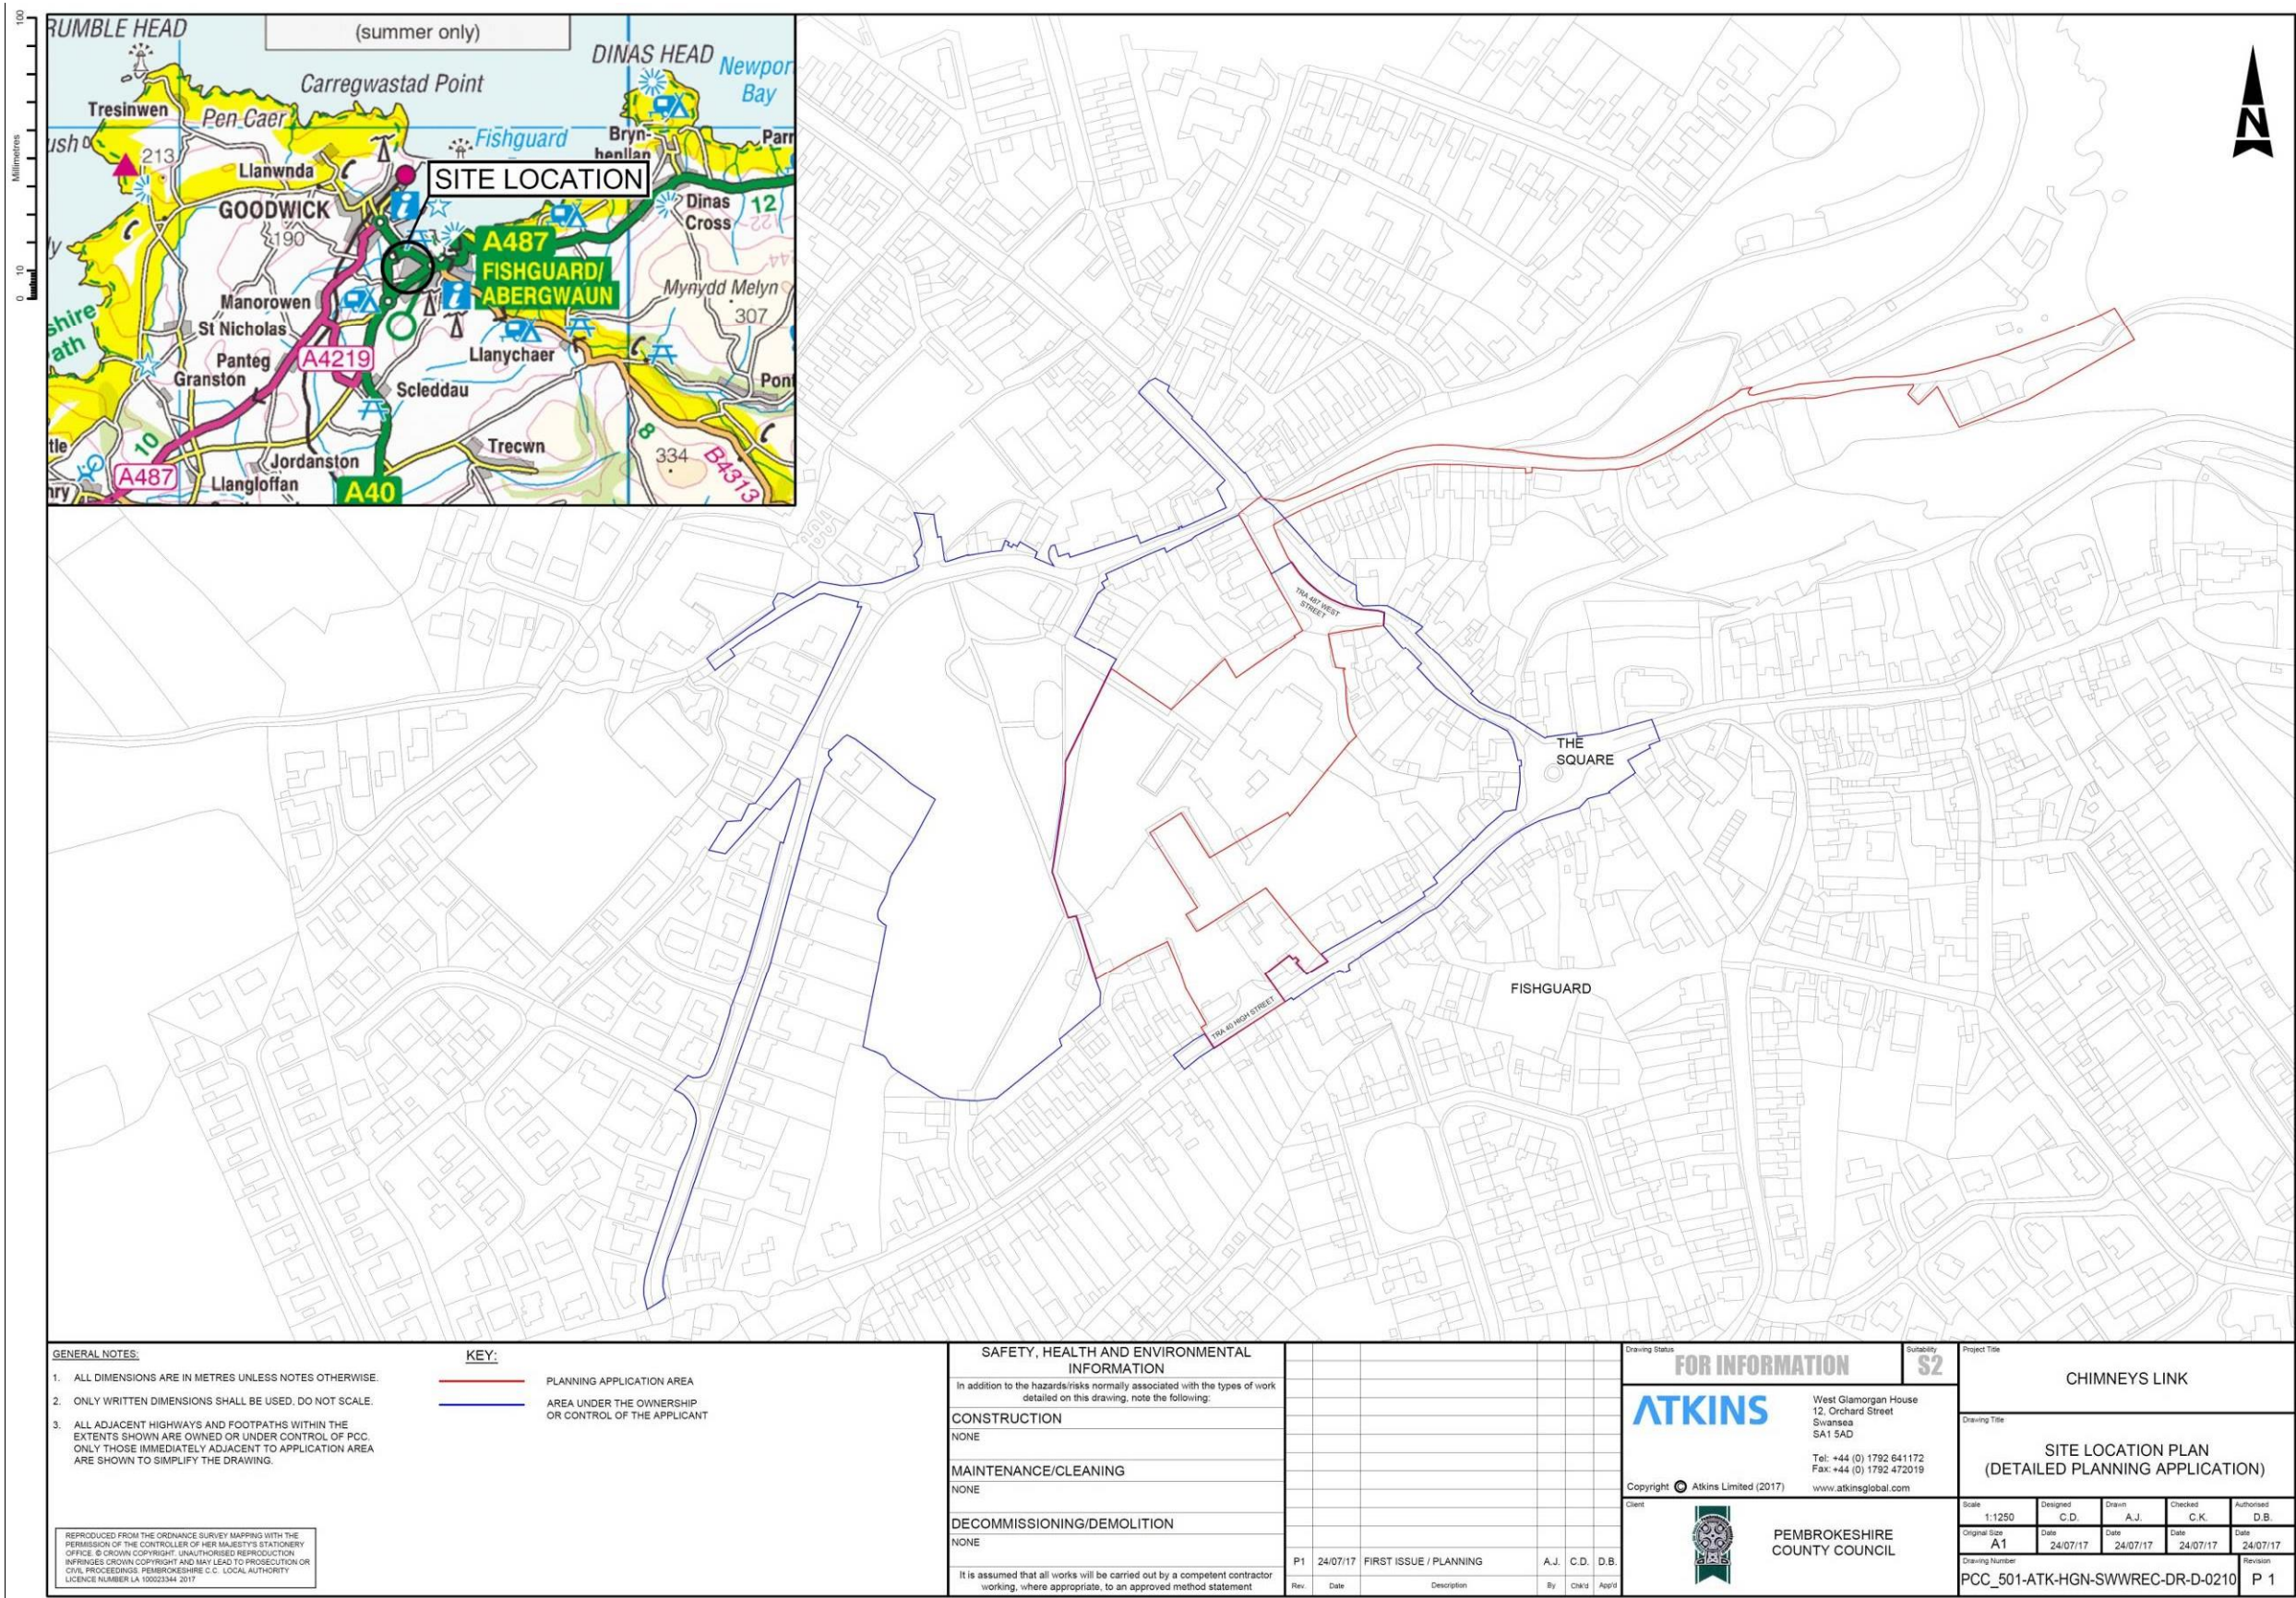 100
Millimetres
10
0
RUMBLE HEAD
(summer only)
DINAS HEAD
Newpor
Bay
Carregwastad Point
Tresinwen
Pen Caer
Fishguard
Bryn-
henllan
Parr
ush
213
Llanwnda
SITE LOCATION
GOODWICK
190
Dinas
Cross
12
A487
FISHGUARD/
ABERGWAUN
Mynydd Melyn
307
Manorowen
St Nicholas
shire
ath
Panteg
A4219
Llanychaer
Granston
Scleddau
Pont
tle
10
Trecwn
8
334
B4313
Jordanston
A487
Llangloffan
A40
nry
N
TRA 487 WEST
STREET
THE
SQUARE
FISHGUARD
TRA 40 HIGH STREET
GENERAL NOTES:
1. ALL DIMENSIONS ARE IN METRES UNLESS NOTES OTHERWISE.
2. ONLY WRITTEN DIMENSIONS SHALL BE USED, DO NOT SCALE.
3. ALL ADJACENT HIGHWAYS AND FOOTPATHS WITHIN THE
EXTENTS SHOWN ARE OWNED OR UNDER CONTROL OF PCC.
ONLY THOSE IMMEDIATELY ADJACENT TO APPLICATION AREA
ARE SHOWN TO SIMPLIFY THE DRAWING.
REPRODUCED FROM THE ORDNANCE SURVEY MAPPING WITH THE
PERMISSION OF THE CONTROLLER OF HER MAJESTY'S STATIONERY
OFFICE. © CROWN COPYRIGHT. UNAUTHORISED REPRODUCTION
INFRINGES CROWN COPYRIGHT AND MAY LEAD TO PROSECUTION OR
CIVIL PROCEEDINGS. PEMBROKESHIRE C.C. LOCAL AUTHORITY
LICENCE NUMBER LA 100023344 2017
KEY:
PLANNING APPLICATION AREA
AREA UNDER THE OWNERSHIP
OR CONTROL OF THE APPLICANT
SAFETY, HEALTH AND ENVIRONMENTAL
INFORMATION
In addition to the hazards/risks normally associated with the types of work
detailed on this drawing, note the following:
CONSTRUCTION
NONE
MAINTENANCE/CLEANING
NONE
DECOMMISSIONING/DEMOLITION
NONE
It is assumed that all works will be carried out by a competent contractor
working, where appropriate, to an approved method statement
P1 24/07/17 FIRST ISSUE / PLANNING A.J. C.D. D.B.
Rev. Date Description By Chk'd App'd
Drawing Status
FOR INFORMATION
Suitability
S2
ATKINS
West Glamorgan House
12, Orchard Street
Swansea
SA1 5AD
Tel: +44 (0) 1792 641172
Fax: +44 (0) 1792 472019
Copyright © Atkins Limited (2017) www.atkinsglobal.com
Client
PEMBROKESHIRE
COUNTY COUNCIL
Project Title
CHIMNEYS LINK
Drawing Title
SITE LOCATION PLAN
(DETAILED PLANNING APPLICATION)
Scale Designed Drawn Checked Authorised
1:1250 C.D. A.J. C.K. D.B.
Original Size Date Date Date Date
A1 24/07/17 24/07/17 24/07/17 24/07/17
Drawing Number Revision
PCC_501-ATK-HGN-SWWREC-DR-D-0210 P 1